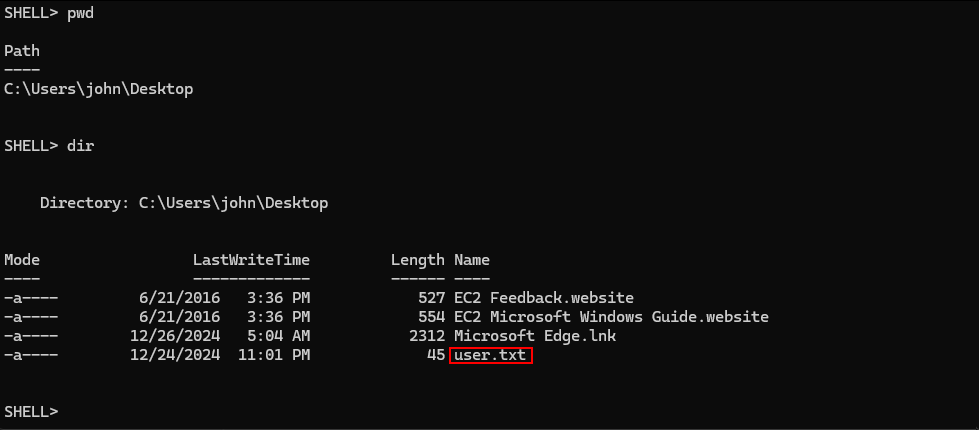 SHELL> pwd
Path
----
C:\Users\john\Desktop
SHELL> dir
Directory: C:\Users\john\Desktop
Mode LastWriteTime Length Name
---- ------------- ------ ----
-a---- 6/21/2016 3:36 PM 527 EC2 Feedback.website
-a---- 6/21/2016 3:36 PM 554 EC2 Microsoft Windows Guide.website
-a---- 12/26/2024 5:04 AM 2312 Microsoft Edge.lnk
-a---- 12/24/2024 11:01 PM 45 user.txt
SHELL>